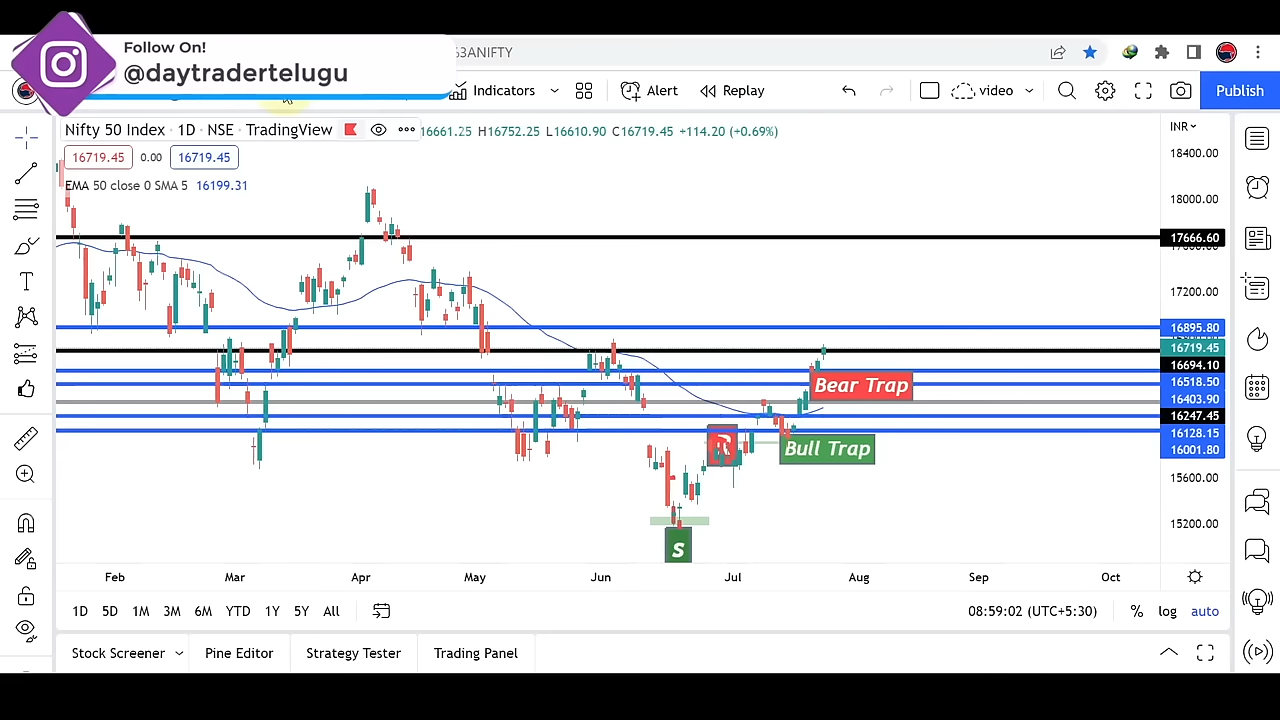 Follow On!
@daytradertelugu
63ANIFTY
Indicators
Alert
Replay
video
Publish
Nifty 50 Index · 1D · NSE · TradingView
16661.25 H16752.25 L16610.90 C16719.45 +114.20 (+0.69%)
INR
16719.45 0.00 16719.45
EMA 50 close 0 SMA 5 16199.31
18400.00
18000.00
17666.60
17200.00
16895.80
16719.45
16694.10
16518.50
16403.90
16247.45
16128.15
16001.80
15600.00
15200.00
Bear Trap
R
Bull Trap
S
Feb Mar Apr May Jun Jul Aug Sep Oct
1D 5D 1M 3M 6M YTD 1Y 5Y All
08:59:02 (UTC+5:30) % log auto
Stock Screener Pine Editor Strategy Tester Trading Panel